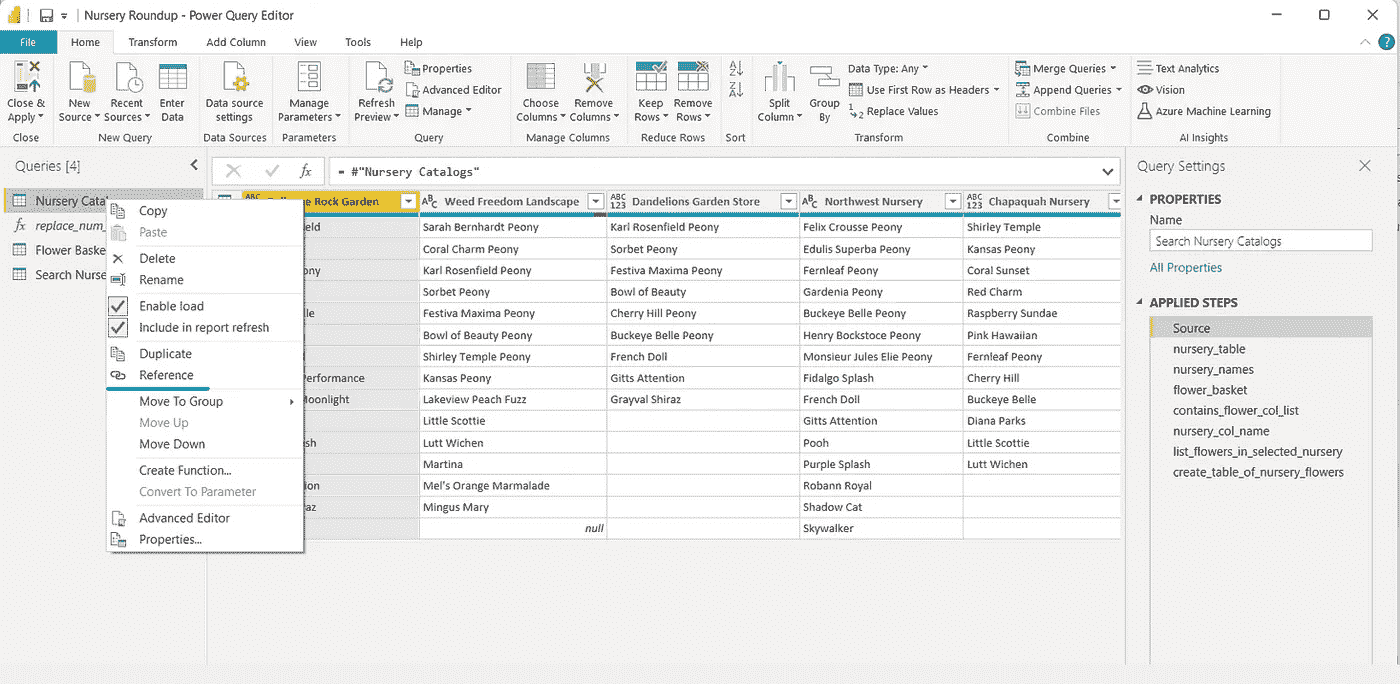 Nursery Roundup - Power Query Editor
File Home Transform Add Column View Tools Help
Close & Apply
New Source
Recent Sources
Enter Data
Data source settings
Manage Parameters
Refresh Preview
Properties
Advanced Editor
Manage
Choose Columns
Remove Columns
Keep Rows
Remove Rows
Split Column
Group By
Data Type: Any
Use First Row as Headers
Replace Values
Merge Queries
Append Queries
Combine Files
Text Analytics
Vision
Azure Machine Learning
Close New Query Data Sources Parameters Query Manage Columns Reduce Rows Sort Transform Combine AI Insights
Queries [4]
Nursery Cata
replace_num_
Flower Baske
Search Nurse
Copy
Paste
Delete
Rename
Enable load
Include in report refresh
Duplicate
Reference
Move To Group
Move Up
Move Down
Create Function...
Convert To Parameter
Advanced Editor
Properties...
fx = #"Nursery Catalogs"
Rock Garden ABC Weed Freedom Landscape ABC 123 Dandelions Garden Store ABC Northwest Nursery ABC 123 Chapaquah Nursery
eld Sarah Bernhardt Peony Karl Rosenfield Peony Felix Crousse Peony Shirley Temple
Coral Charm Peony Sorbet Peony Edulis Superba Peony Kansas Peony
ony Karl Rosenfield Peony Festiva Maxima Peony Fernleaf Peony Coral Sunset
Sorbet Peony Bowl of Beauty Gardenia Peony Red Charm
lle Festiva Maxima Peony Cherry Hill Peony Buckeye Belle Peony Raspberry Sundae
Bowl of Beauty Peony Buckeye Belle Peony Henry Bockstoce Peony Pink Hawaiian
Shirley Temple Peony French Doll Monsieur Jules Elie Peony Fernleaf Peony
Performance Kansas Peony Gitts Attention Fidalgo Splash Cherry Hill
Moonlight Lakeview Peach Fuzz Grayval Shiraz French Doll Buckeye Belle
Little Scottie Gitts Attention Diana Parks
ish Lutt Wichen Pooh Little Scottie
Martina Purple Splash Lutt Wichen
ion Mel's Orange Marmalade Robann Royal
az Mingus Mary Shadow Cat
null Skywalker
Query Settings
PROPERTIES
Name
Search Nursery Catalogs
All Properties
APPLIED STEPS
Source
nursery_table
nursery_names
flower_basket
contains_flower_col_list
nursery_col_name
list_flowers_in_selected_nursery
create_table_of_nursery_flowers